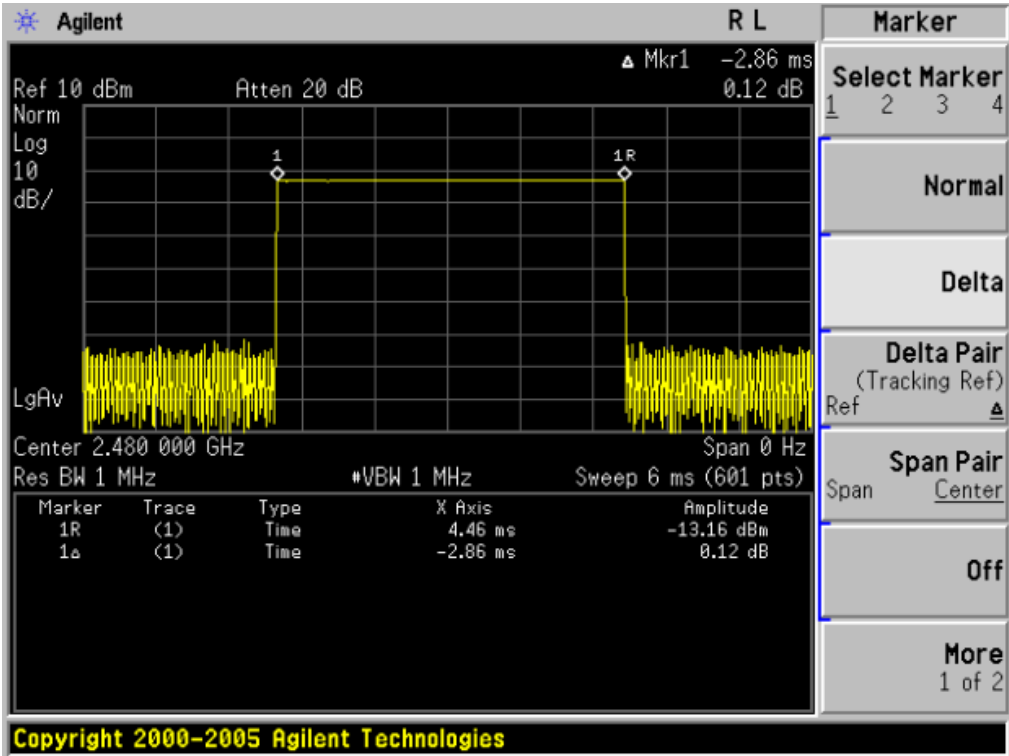 Agilent R L Marker
Δ Mkr1 -2.86 ms
Ref 10 dBm Atten 20 dB 0.12 dB
Norm
Log
10
dB/
1 1R
LgAv
Center 2.480 000 GHz Span 0 Hz
Res BW 1 MHz #VBW 1 MHz Sweep 6 ms (601 pts)
Marker Trace Type X Axis Amplitude
1R (1) Time 4.46 ms -13.16 dBm
1Δ (1) Time -2.86 ms 0.12 dB
Select Marker
1 2 3 4
Normal
Delta
Delta Pair
(Tracking Ref)
Ref Δ
Span Pair
Span Center
Off
More
1 of 2
Copyright 2000-2005 Agilent Technologies